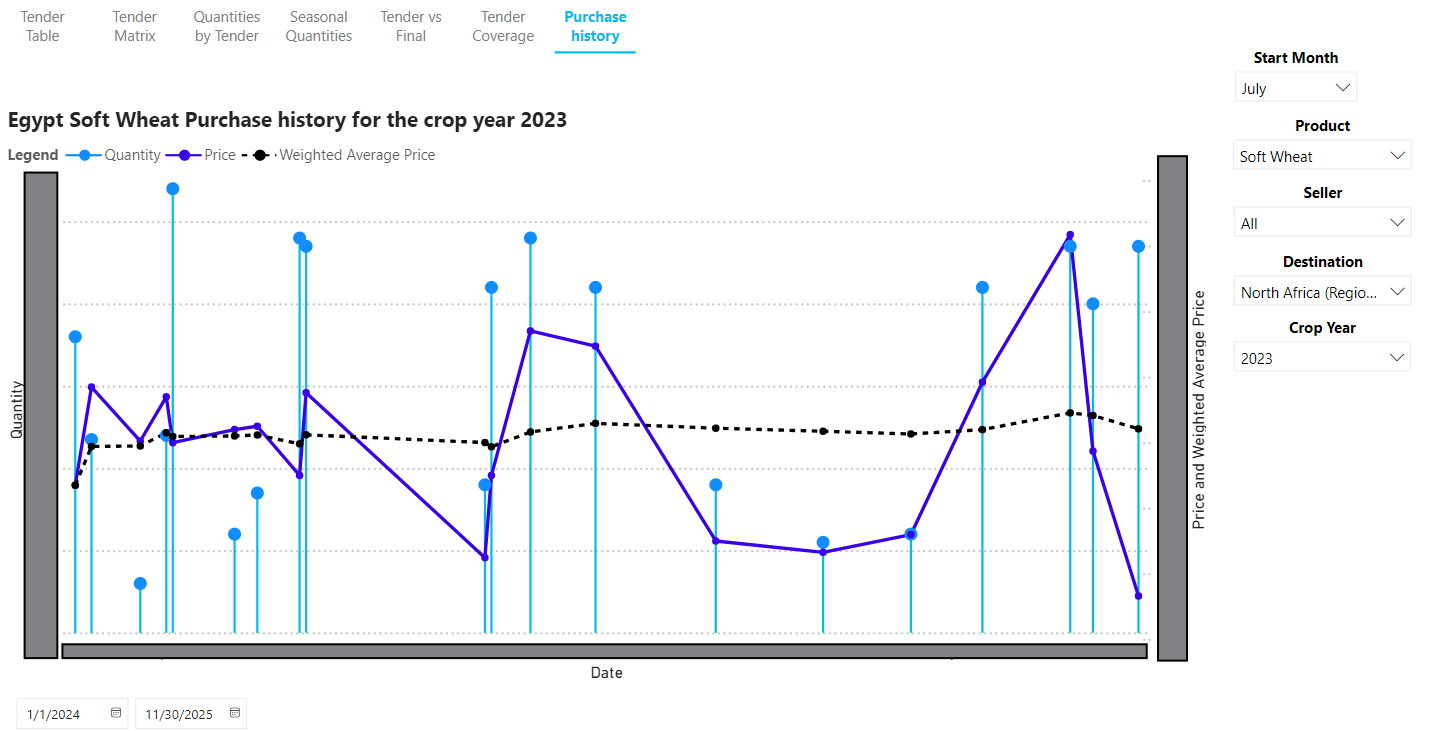 Tender Table
Tender Matrix
Quantities by Tender
Seasonal Quantities
Tender vs Final
Tender Coverage
Purchase history
Start Month
July
Product
Soft Wheat
Seller
All
Destination
North Africa (Regio...
Crop Year
2023
Egypt Soft Wheat Purchase history for the crop year 2023
Legend Quantity Price Weighted Average Price
Quantity
Price and Weighted Average Price
Date
1/1/2024
11/30/2025